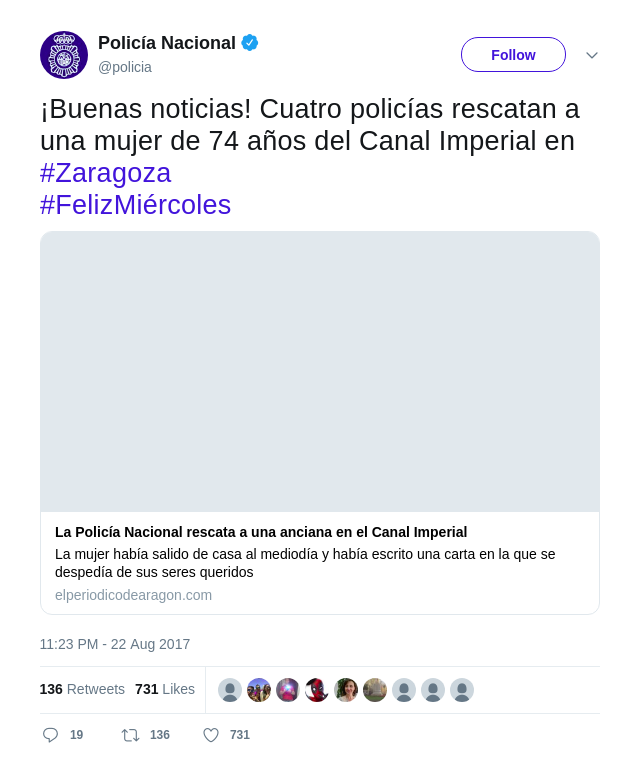 Policía Nacional
@policia
Follow
¡Buenas noticias! Cuatro policías rescatan a
una mujer de 74 años del Canal Imperial en
#Zaragoza
#FelizMiércoles
La Policía Nacional rescata a una anciana en el Canal Imperial
La mujer había salido de casa al mediodía y había escrito una carta en la que se
despedía de sus seres queridos
elperiodicodearagon.com
11:23 PM - 22 Aug 2017
136 Retweets 731 Likes
19 136 731